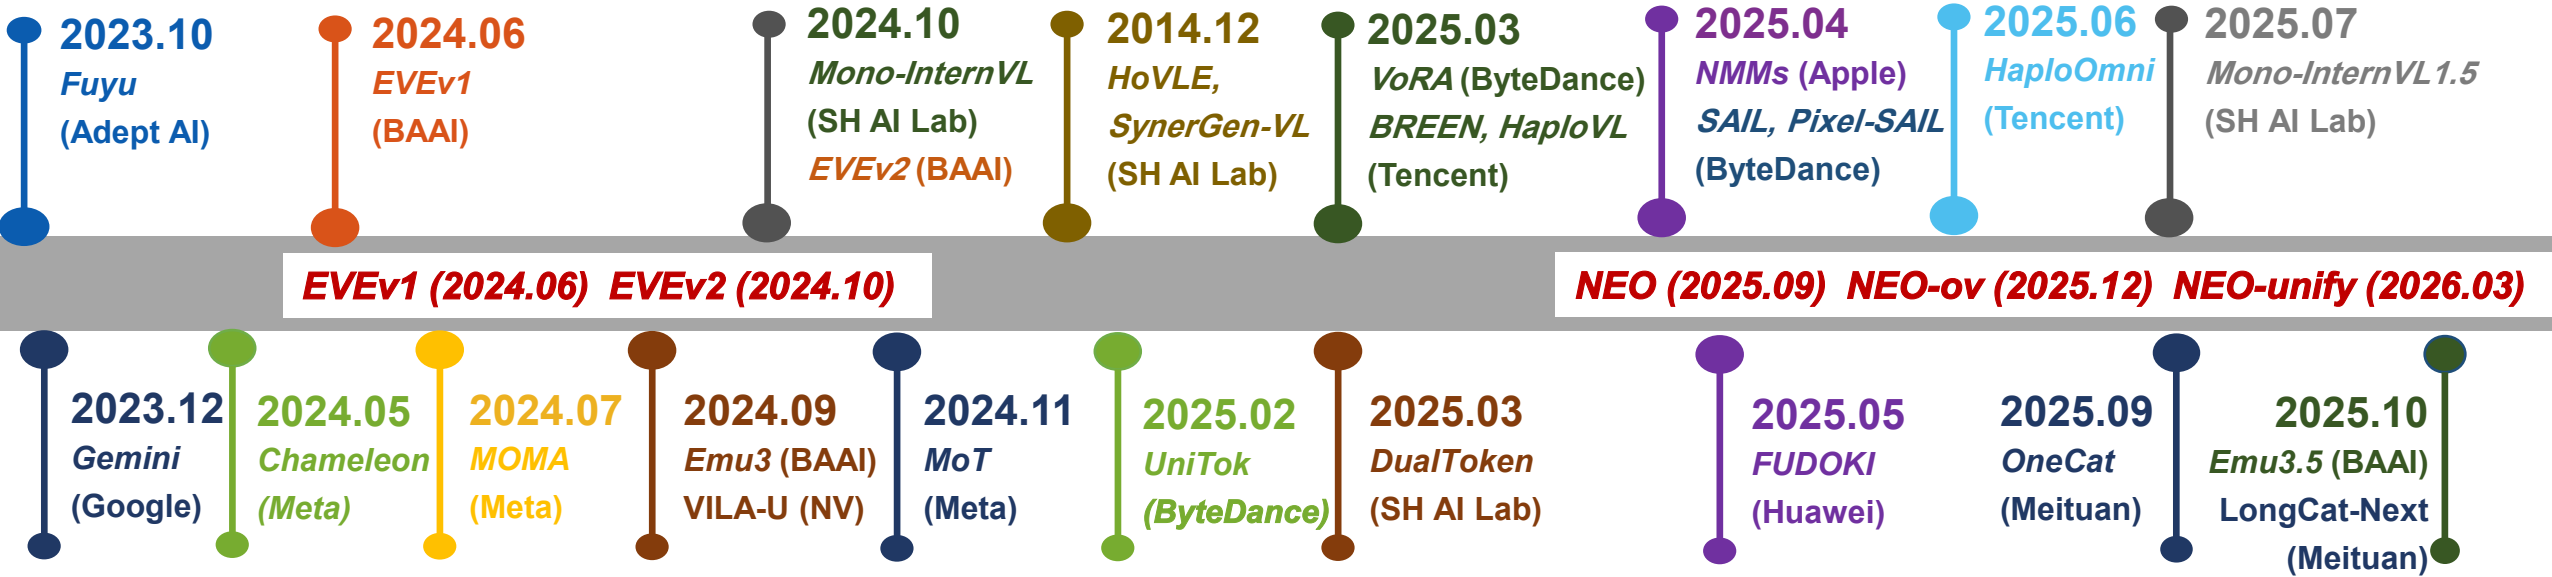 2023.10
Fuyu
(Adept AI)
2024.06
EVEv1
(BAAI)
2024.10
Mono-InternVL
(SH AI Lab)
EVEv2 (BAAI)
2014.12
HoVLE,
SynerGen-VL
(SH AI Lab)
2025.03
VoRA (ByteDance)
BREEN, HaploVL
(Tencent)
2025.04
NMMs (Apple)
SAIL, Pixel-SAIL
(ByteDance)
2025.06
HaploOmni
(Tencent)
2025.07
Mono-InternVL1.5
(SH AI Lab)
EVEv1 (2024.06) EVEv2 (2024.10)
NEO (2025.09) NEO-ov (2025.12) NEO-unify (2026.03)
2023.12
Gemini
(Google)
2024.05
Chameleon
(Meta)
2024.07
MOMA
(Meta)
2024.09
Emu3 (BAAI)
VILA-U (NV)
2024.11
MoT
(Meta)
2025.02
UniTok
(ByteDance)
2025.03
DualToken
(SH AI Lab)
2025.05
FUDOKI
(Huawei)
2025.09
OneCat
(Meituan)
2025.10
Emu3.5 (BAAI)
LongCat-Next
(Meituan)